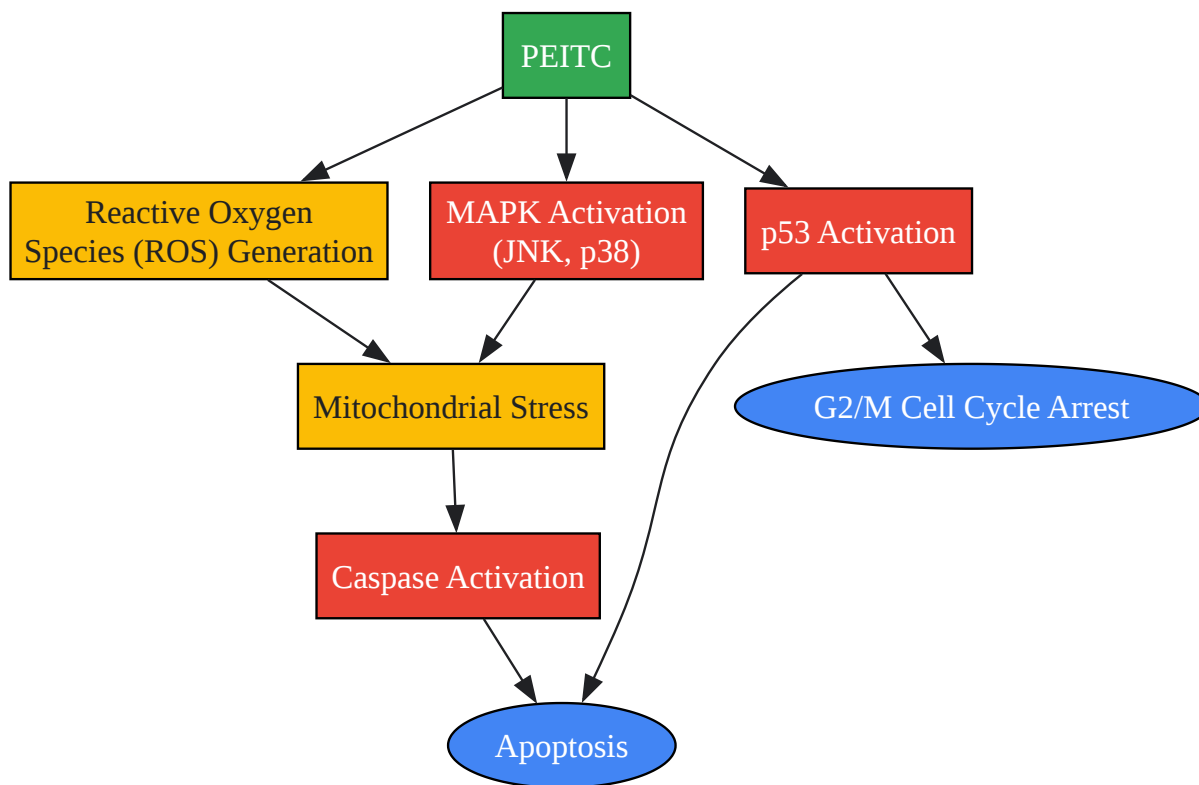 PEITC
Reactive Oxygen
Species (ROS) Generation
MAPK Activation
(JNK, p38)
p53 Activation
Mitochondrial Stress
G2/M Cell Cycle Arrest
Caspase Activation
Apoptosis